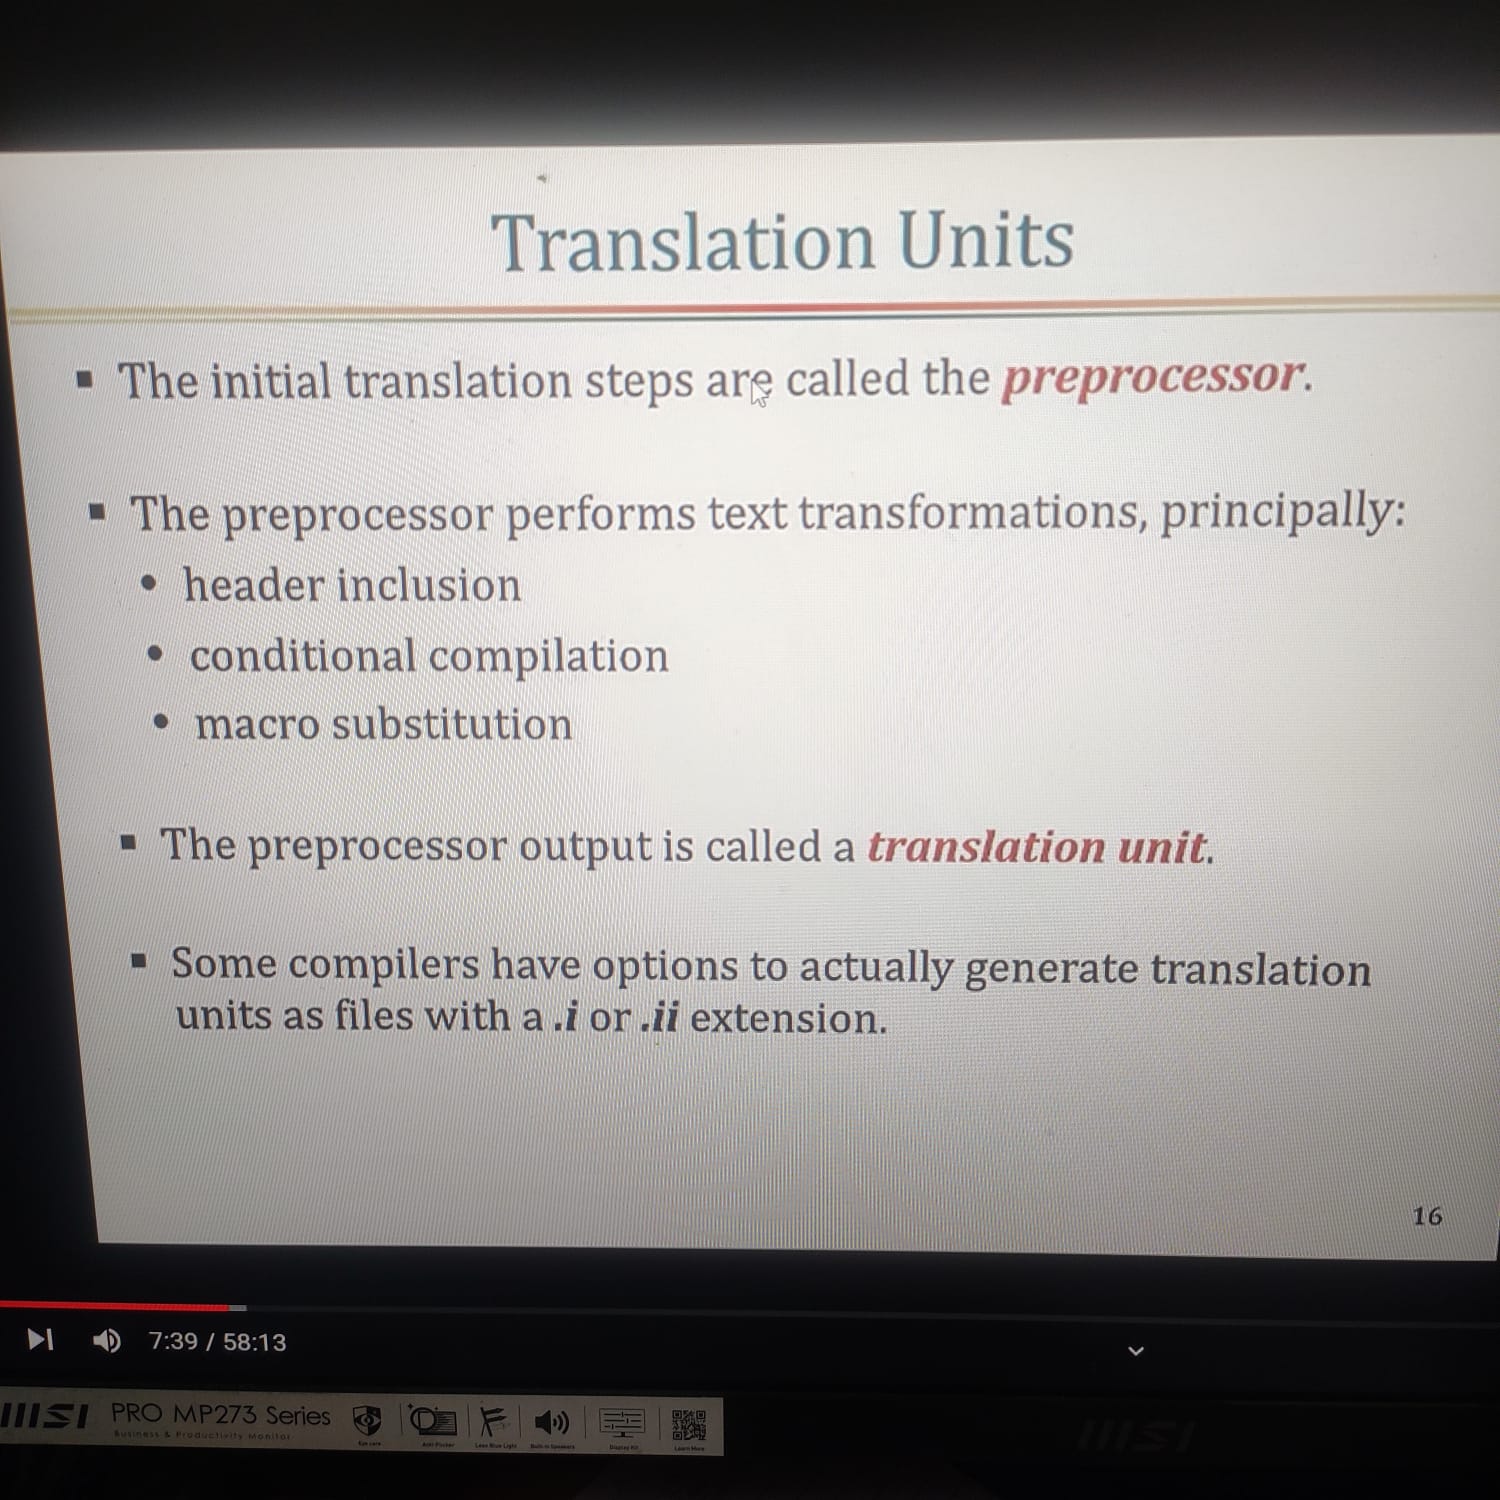 Translation Units
▪ The initial translation steps are called the preprocessor.
▪ The preprocessor performs text transformations, principally:
• header inclusion
• conditional compilation
• macro substitution
▪ The preprocessor output is called a translation unit.
▪ Some compilers have options to actually generate translation
units as files with a .i or .ii extension.
16
7:39 / 58:13
msi PRO MP273 Series
Business & Productivity Monitor
Eye care Anti-Flicker Less Blue Light Built-in Speakers Display Kit Learn More
msi